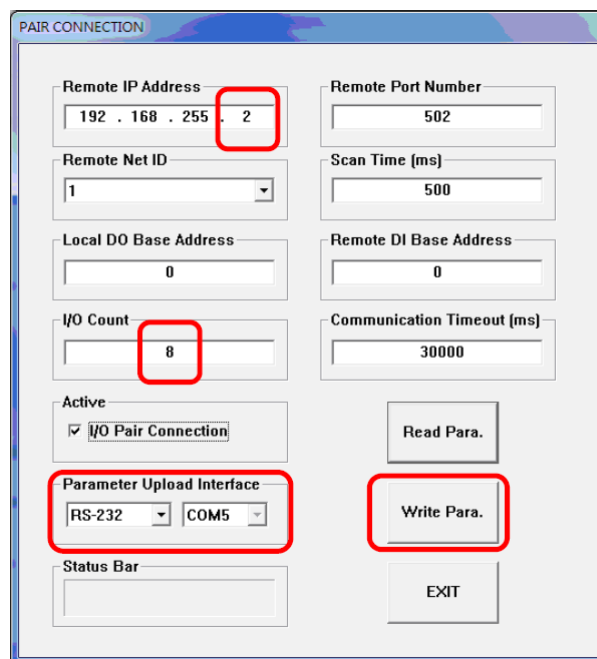 PAIR CONNECTION
Remote IP Address
192 . 168 . 255 . 2
Remote Port Number
502
Remote Net ID
1
Scan Time (ms)
500
Local DO Base Address
0
Remote DI Base Address
0
I/O Count
8
Communication Timeout (ms)
30000
Active
I/O Pair Connection
Read Para.
Parameter Upload Interface
RS-232
COM5
Write Para.
Status Bar
EXIT